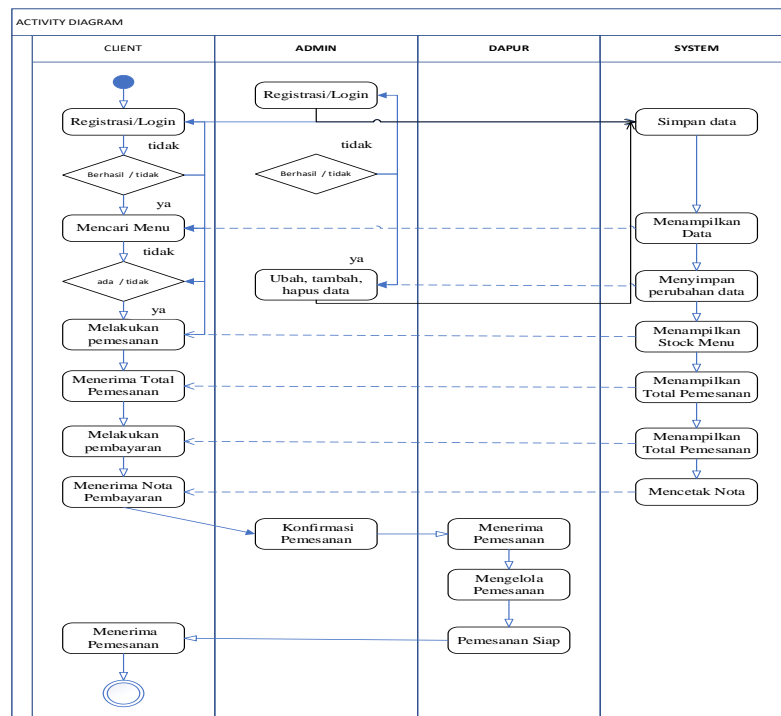 ACTIVITY DIAGRAM
CLIENT
ADMIN
DAPUR
SYSTEM
Registrasi/Login
tidak
Berhasil / tidak
ya
Mencari Menu
tidak
ada / tidak
ya
Melakukan
pemesanan
Menerima Total
Pemesanan
Melakukan
pembayaran
Menerima Nota
Pembayaran
Menerima
Pemesanan
Registrasi/Login
tidak
Berhasil / tidak
ya
Ubah, tambah,
hapus data
Konfirmasi
Pemesanan
Menerima
Pemesanan
Mengelola
Pemesanan
Pemesanan Siap
Simpan data
Menampilkan
Data
Menyimpan
perubahan data
Menampilkan
Stock Menu
Menampilkan
Total Pemesanan
Menampilkan
Total Pemesanan
Mencetak Nota